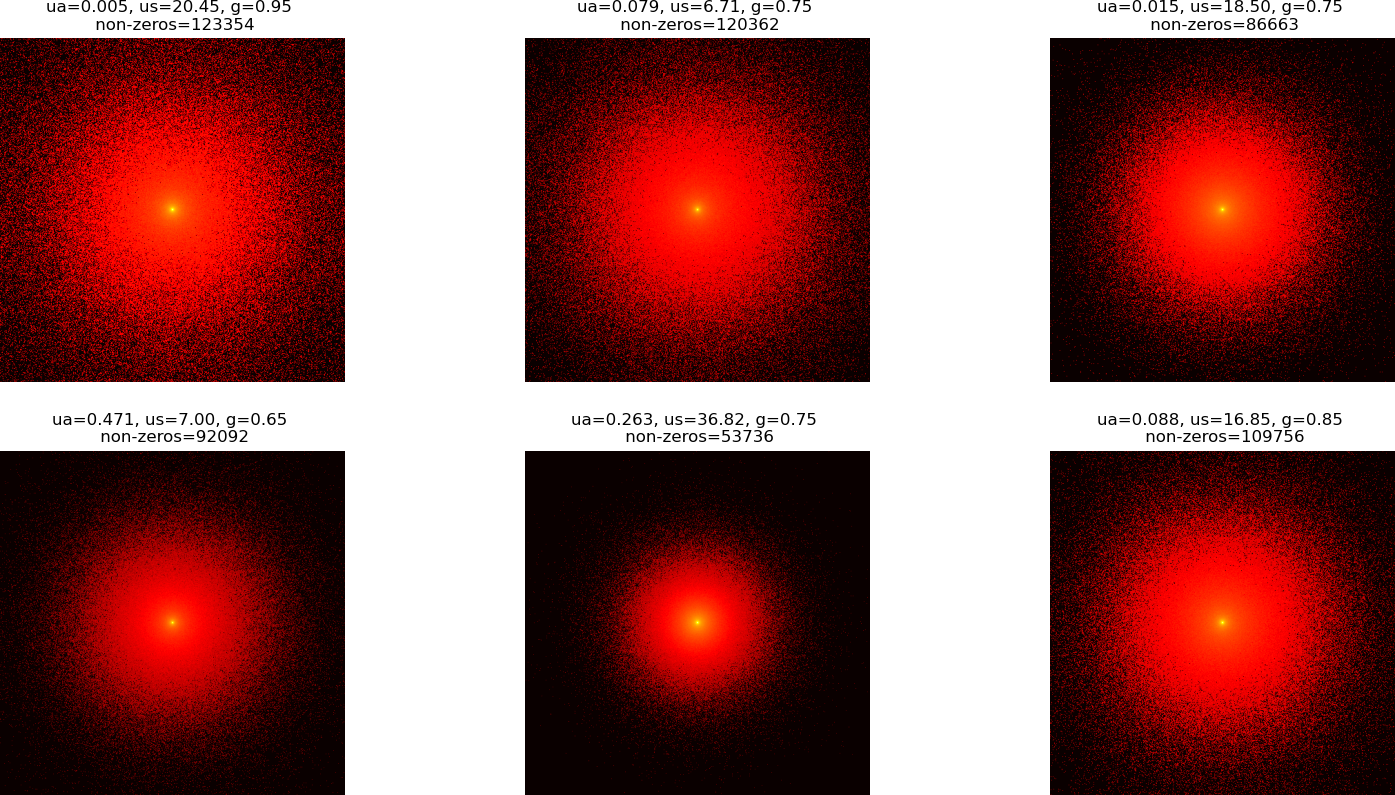 ua=0.005, us=20.45, g=0.95
non-zeros=123354
ua=0.079, us=6.71, g=0.75
non-zeros=120362
ua=0.015, us=18.50, g=0.75
non-zeros=86663
ua=0.471, us=7.00, g=0.65
non-zeros=92092
ua=0.263, us=36.82, g=0.75
non-zeros=53736
ua=0.088, us=16.85, g=0.85
non-zeros=109756